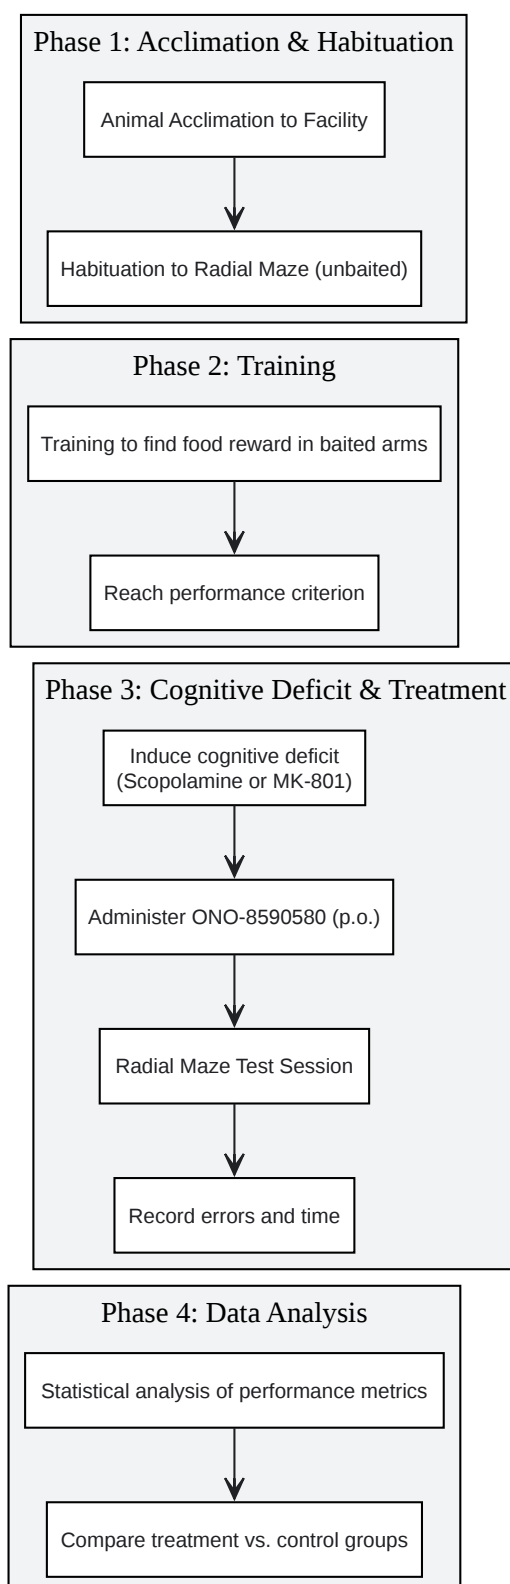 Phase 1: Acclimation & Habituation
Animal Acclimation to Facility
Habituation to Radial Maze (unbaited)
Phase 2: Training
Training to find food reward in baited arms
Reach performance criterion
Phase 3: Cognitive Deficit & Treatment
Induce cognitive deficit
(Scopolamine or MK-801)
Administer ONO-8590580 (p.o.)
Radial Maze Test Session
Record errors and time
Phase 4: Data Analysis
Statistical analysis of performance metrics
Compare treatment vs. control groups